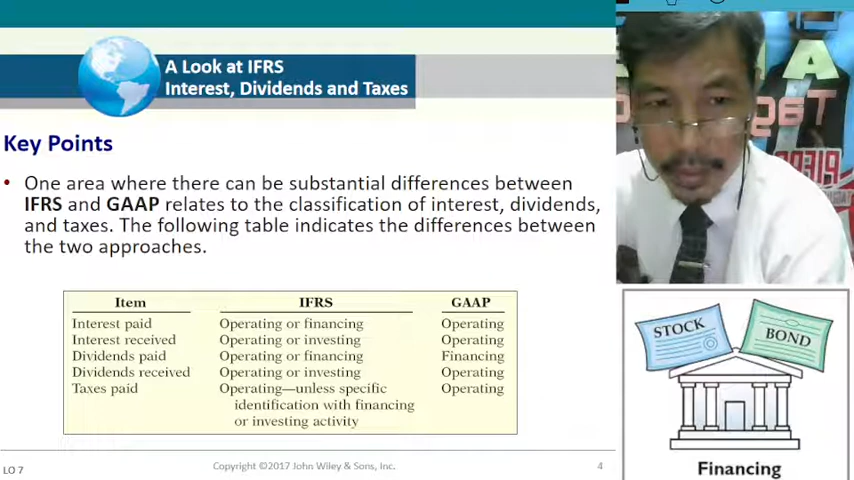 A Look at IFRS
Interest, Dividends and Taxes
Key Points
• One area where there can be substantial differences between
IFRS and GAAP relates to the classification of interest, dividends,
and taxes. The following table indicates the differences between
the two approaches.
Item IFRS GAAP
Interest paid Operating or financing Operating
Interest received Operating or investing Operating
Dividends paid Operating or financing Financing
Dividends received Operating or investing Operating
Taxes paid Operating—unless specific Operating
identification with financing
or investing activity
LO 7
Copyright ©2017 John Wiley & Sons, Inc.
4
STOCK
BOND
Financing